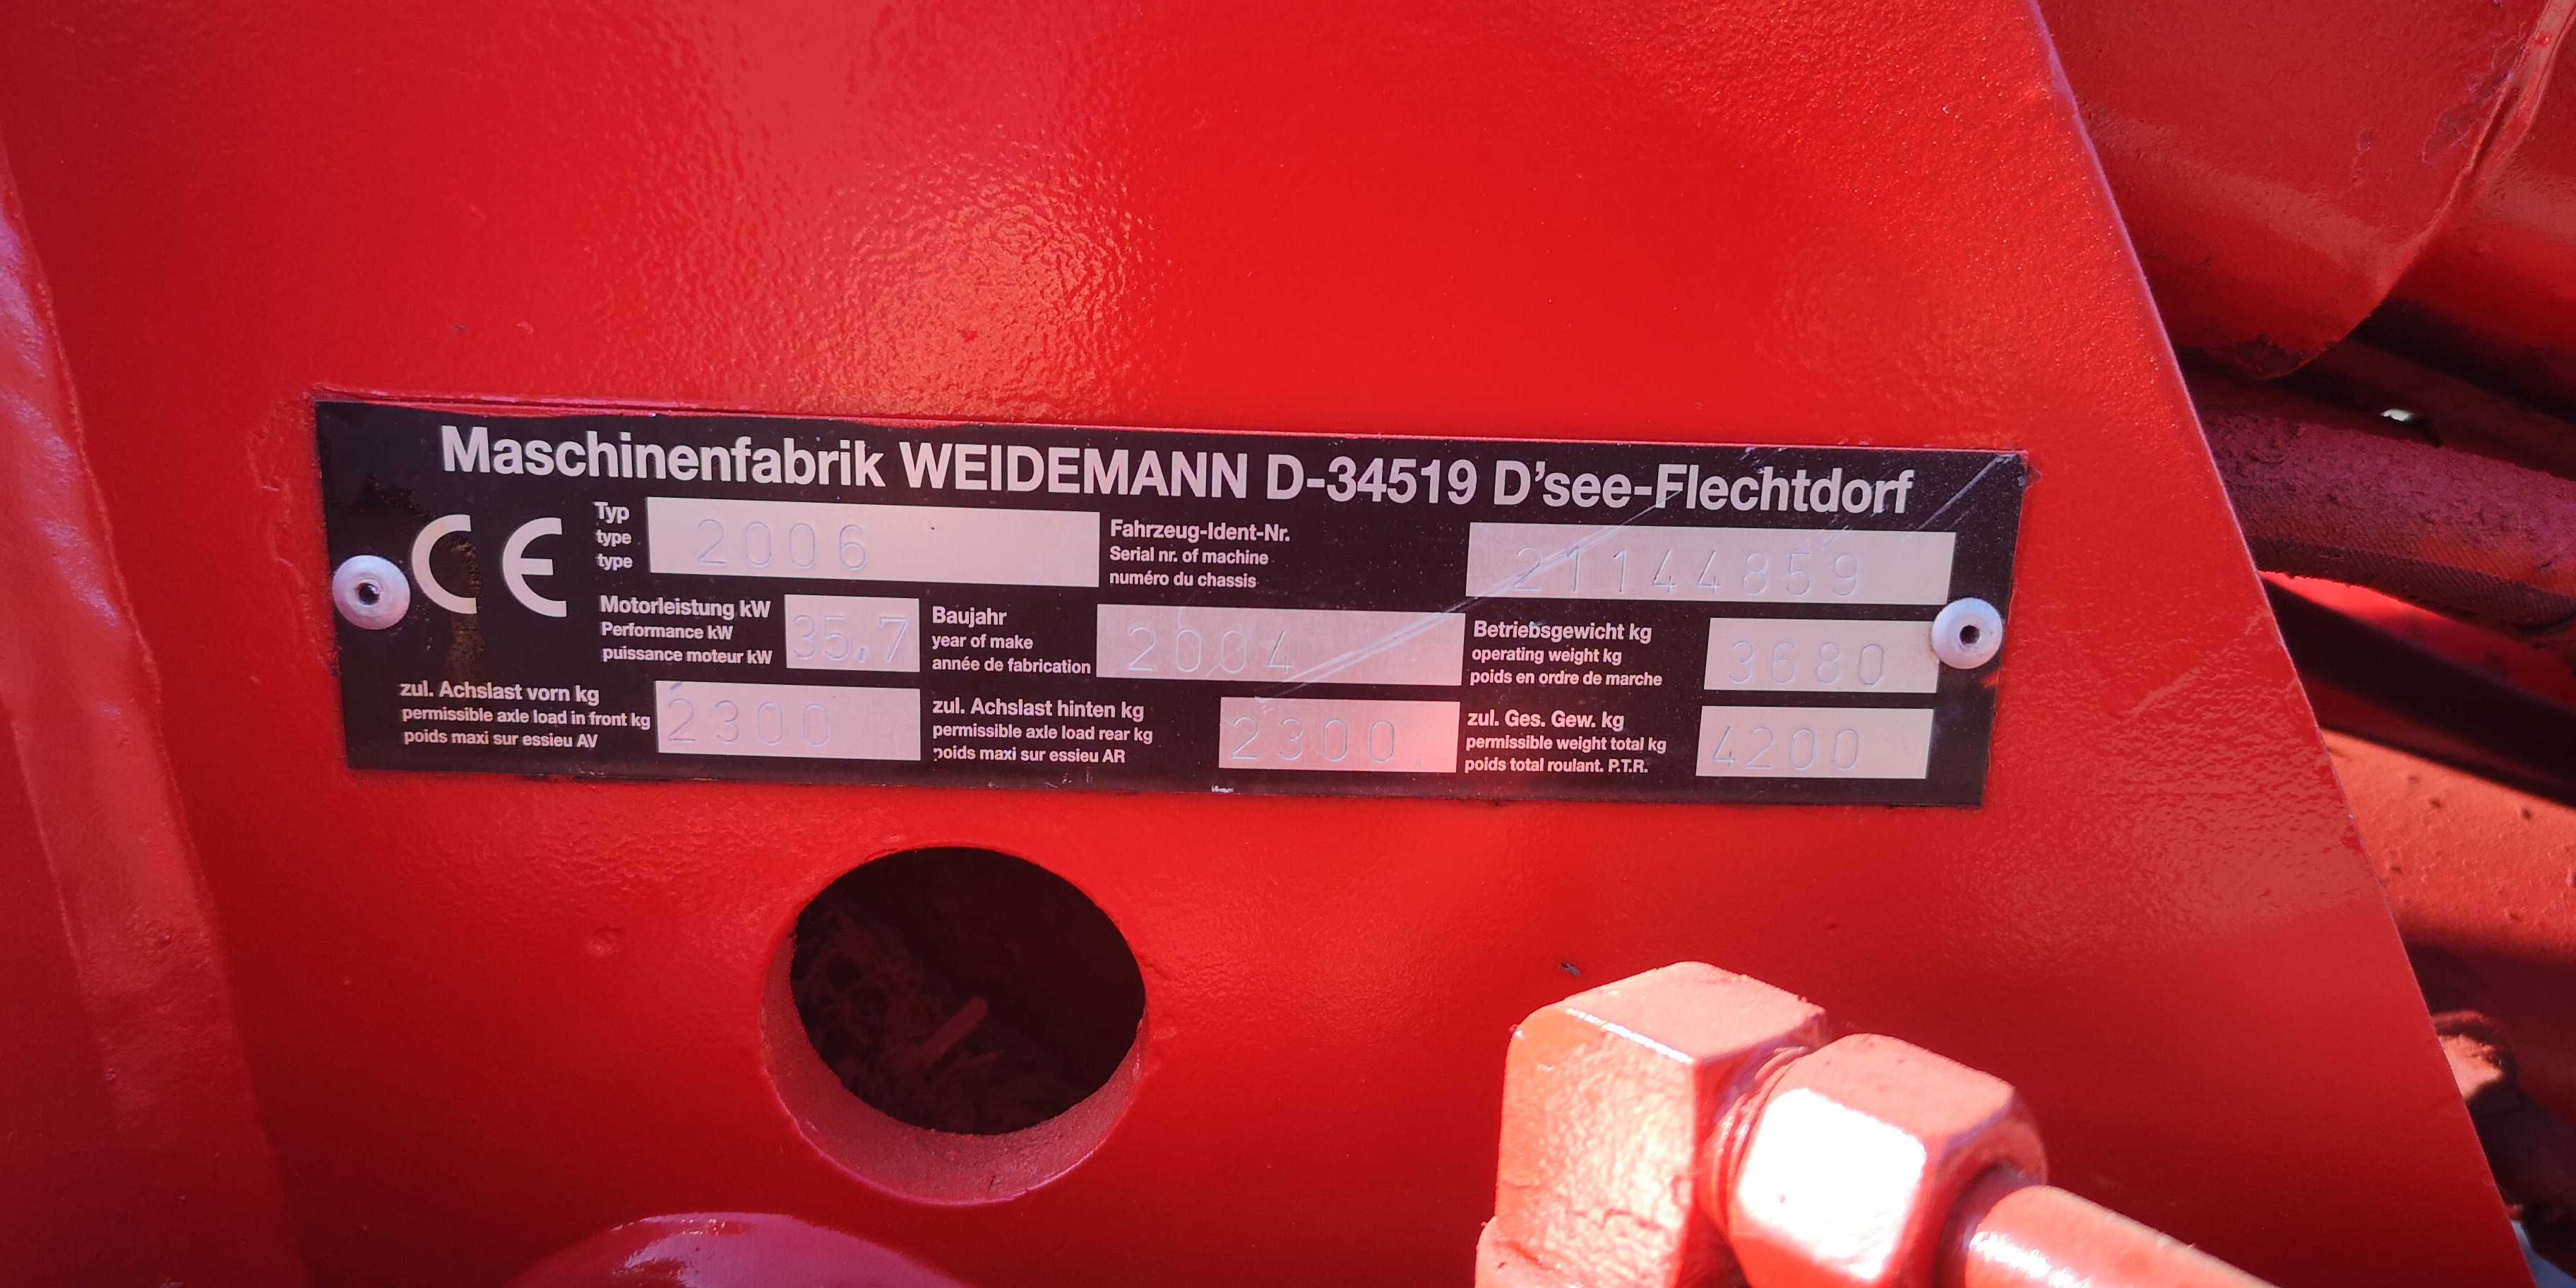 Maschinenfabrik WEIDEMANN D-34519 D'see-Flechtdorf
CE
Typ
type
type
2006
Fahrzeug-Ident-Nr.
Serial nr. of machine
numéro du chassis
21144859
Motorleistung kW
Performance kW
puissance moteur kW
35,7
Baujahr
year of make
année de fabrication
2004
Betriebsgewicht kg
operating weight kg
poids en ordre de marche
3680
zul. Achslast vorn kg
permissible axle load in front kg
poids maxi sur essieu AV
2300
zul. Achslast hinten kg
permissible axle load rear kg
poids maxi sur essieu AR
2300
zul. Ges. Gew. kg
permissible weight total kg
poids total roulant. P.T.R.
4200